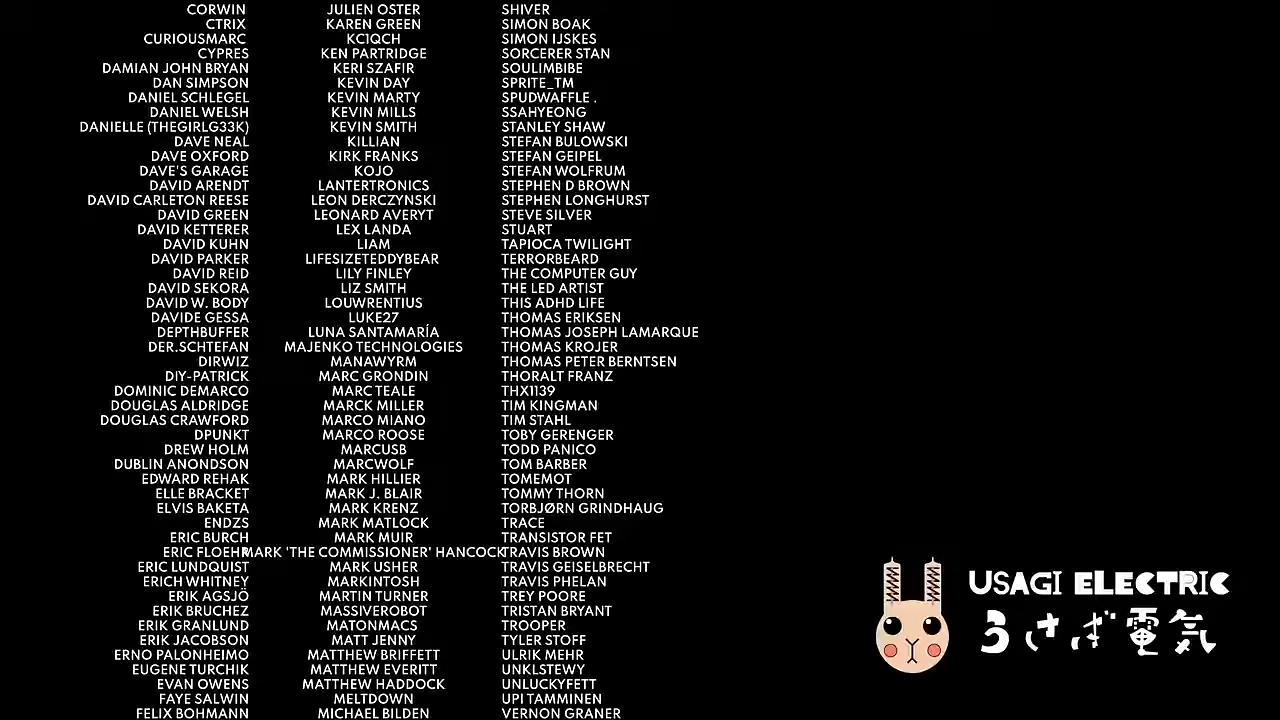 CORWIN
CTRIX
CURIOUSMARC
CYPRES
DAMIAN JOHN BRYAN
DAN SIMPSON
DANIEL SCHLEGEL
DANIEL WELSH
DANIELLE (THEGIRLG33K)
DAVE NEAL
DAVE OXFORD
DAVE'S GARAGE
DAVID ARENDT
DAVID CARLETON REESE
DAVID GREEN
DAVID KETTERER
DAVID KUHN
DAVID PARKER
DAVID REID
DAVID SEKORA
DAVID W. BODY
DAVIDE GESSA
DEPTHBUFFER
DER.SCHTEFAN
DIRWIZ
DIY-PATRICK
DOMINIC DEMARCO
DOUGLAS ALDRIDGE
DOUGLAS CRAWFORD
DPUNKT
DREW HOLM
DUBLIN ANONDSON
EDWARD REHAK
ELLE BRACKET
ELVIS BAKETA
ENDZS
ERIC BURCH
ERIC FLOEHR
ERIC LUNDQUIST
ERICH WHITNEY
ERIK AGSJÖ
ERIK BRUCHEZ
ERIK GRANLUND
ERIK JACOBSON
ERNO PALONHEIMO
EUGENE TURCHIK
EVAN OWENS
FAYE SALWIN
FELIX BOHMANN
JULIEN OSTER
KAREN GREEN
KC1QCH
KEN PARTRIDGE
KERI SZAFIR
KEVIN DAY
KEVIN MARTY
KEVIN MILLS
KEVIN SMITH
KILLIAN
KIRK FRANKS
KOJO
LANTERTRONICS
LEON DERCZYNSKI
LEONARD AVERYT
LEX LANDA
LIAM
LIFESIZETEDDYBEAR
LILY FINLEY
LIZ SMITH
LOUWRENTIUS
LUKE27
LUNA SANTAMARÍA
MAJENKO TECHNOLOGIES
MANAWYRM
MARC GRONDIN
MARC TEALE
MARCK MILLER
MARCO MIANO
MARCO ROOSE
MARCUSB
MARCWOLF
MARK HILLIER
MARK J. BLAIR
MARK KRENZ
MARK MATLOCK
MARK MUIR
MARK 'THE COMMISSIONER' HANCOCK
MARK USHER
MARKINTOSH
MARTIN TURNER
MASSIVEROBOT
MATONMACS
MATT JENNY
MATTHEW BRIFFETT
MATTHEW EVERITT
MATTHEW HADDOCK
MELTDOWN
MICHAEL BILDEN
SHIVER
SIMON BOAK
SIMON IJSKES
SORCERER STAN
SOULIMBIBE
SPRITE_TM
SPUDWAFFLE .
SSAHYEONG
STANLEY SHAW
STEFAN BULOWSKI
STEFAN GEIPEL
STEFAN WOLFRUM
STEPHEN D BROWN
STEPHEN LONGHURST
STEVE SILVER
STUART
TAPIOCA TWILIGHT
TERRORBEARD
THE COMPUTER GUY
THE LED ARTIST
THIS ADHD LIFE
THOMAS ERIKSEN
THOMAS JOSEPH LAMARQUE
THOMAS KROJER
THOMAS PETER BERNTSEN
THORALT FRANZ
THX1139
TIM KINGMAN
TIM STAHL
TOBY GERENGER
TODD PANICO
TOM BARBER
TOMEMOT
TOMMY THORN
TORBJØRN GRINDHAUG
TRACE
TRANSISTOR FET
TRAVIS BROWN
TRAVIS GEISELBRECHT
TRAVIS PHELAN
TREY POORE
TRISTAN BRYANT
TROOPER
TYLER STOFF
ULRIK MEHR
UNKLSTEWY
UNLUCKYFETT
UPI TAMMINEN
VERNON GRANER
USAGI ELECTRIC
うさぎ電気